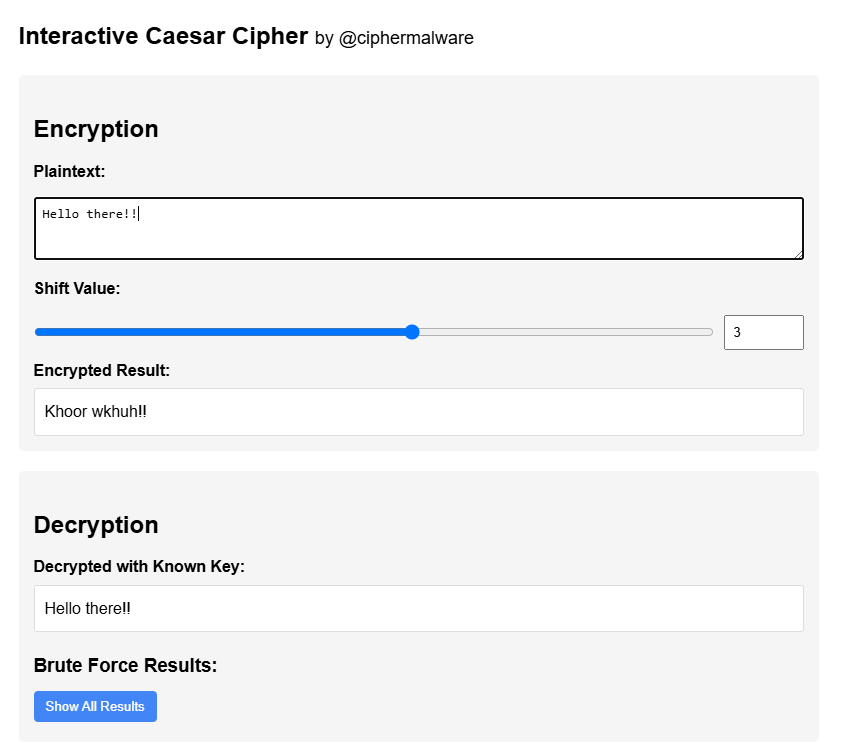 Interactive Caesar Cipher by @ciphermalware
Encryption
Plaintext:
Hello there!!
Shift Value:
3
Encrypted Result:
Khoor wkhuh!!
Decryption
Decrypted with Known Key:
Hello there!!
Brute Force Results:
Show All Results